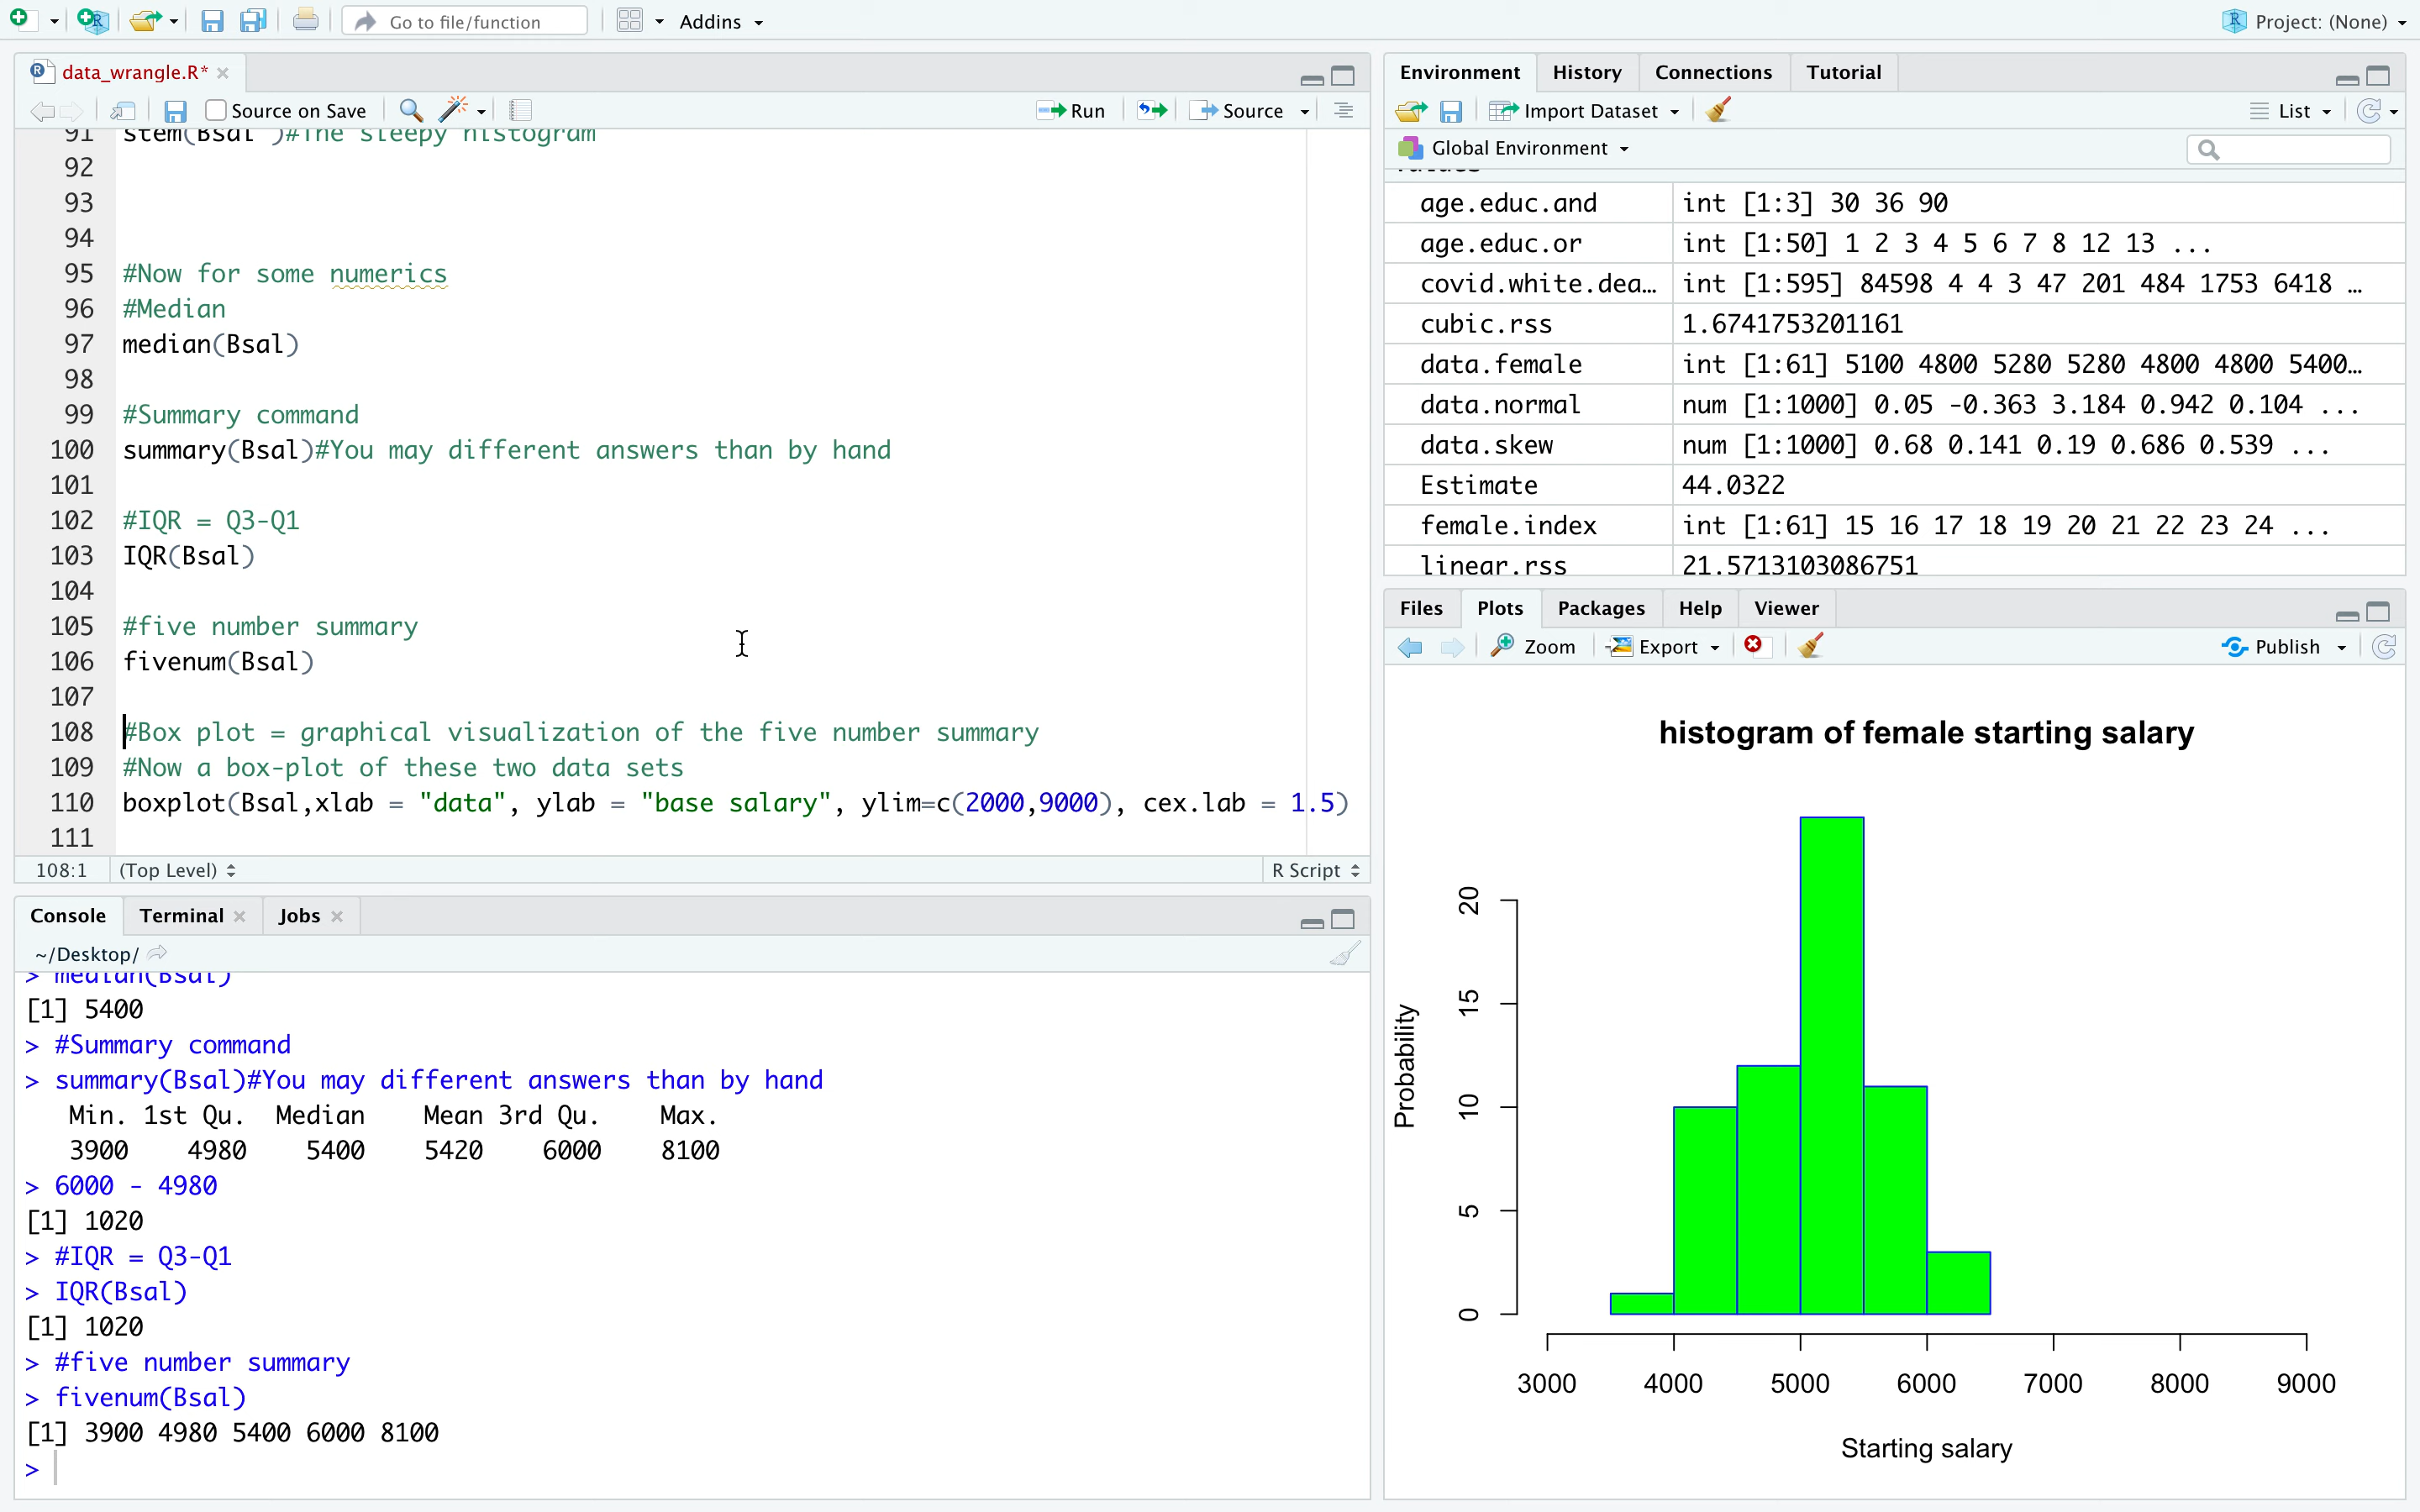 Go to file/function
Addins
Project: (None)
data_wrangle.R*
Source on Save
Run
Source
91 stem(Bsal )#The sleepy histogram
92
93
94
95 #Now for some numerics
96 #Median
97 median(Bsal)
98
99 #Summary command
100 summary(Bsal)#You may different answers than by hand
101
102 #IQR = Q3-Q1
103 IQR(Bsal)
104
105 #five number summary
106 fivenum(Bsal)
107
108 #Box plot = graphical visualization of the five number summary
109 #Now a box-plot of these two data sets
110 boxplot(Bsal,xlab = "data", ylab = "base salary", ylim=c(2000,9000), cex.lab = 1.5)
111
108:1 (Top Level) R Script
Console Terminal Jobs
~/Desktop/
> median(Bsal)
[1] 5400
> #Summary command
> summary(Bsal)#You may different answers than by hand
Min. 1st Qu. Median Mean 3rd Qu. Max.
3900 4980 5400 5420 6000 8100
> 6000 - 4980
[1] 1020
> #IQR = Q3-Q1
> IQR(Bsal)
[1] 1020
> #five number summary
> fivenum(Bsal)
[1] 3900 4980 5400 6000 8100
>
Environment History Connections Tutorial
Import Dataset List
Global Environment
age.educ.and int [1:3] 30 36 90
age.educ.or int [1:50] 1 2 3 4 5 6 7 8 12 13 ...
covid.white.dea… int [1:595] 84598 4 4 3 47 201 484 1753 6418 …
cubic.rss 1.6741753201161
data.female int [1:61] 5100 4800 5280 5280 4800 4800 5400…
data.normal num [1:1000] 0.05 -0.363 3.184 0.942 0.104 ...
data.skew num [1:1000] 0.68 0.141 0.19 0.686 0.539 ...
Estimate 44.0322
female.index int [1:61] 15 16 17 18 19 20 21 22 23 24 ...
linear.rss 21.5713103086751
Files Plots Packages Help Viewer
Zoom Export Publish
histogram of female starting salary
Probability
20
15
10
5
0
3000 4000 5000 6000 7000 8000 9000
Starting salary